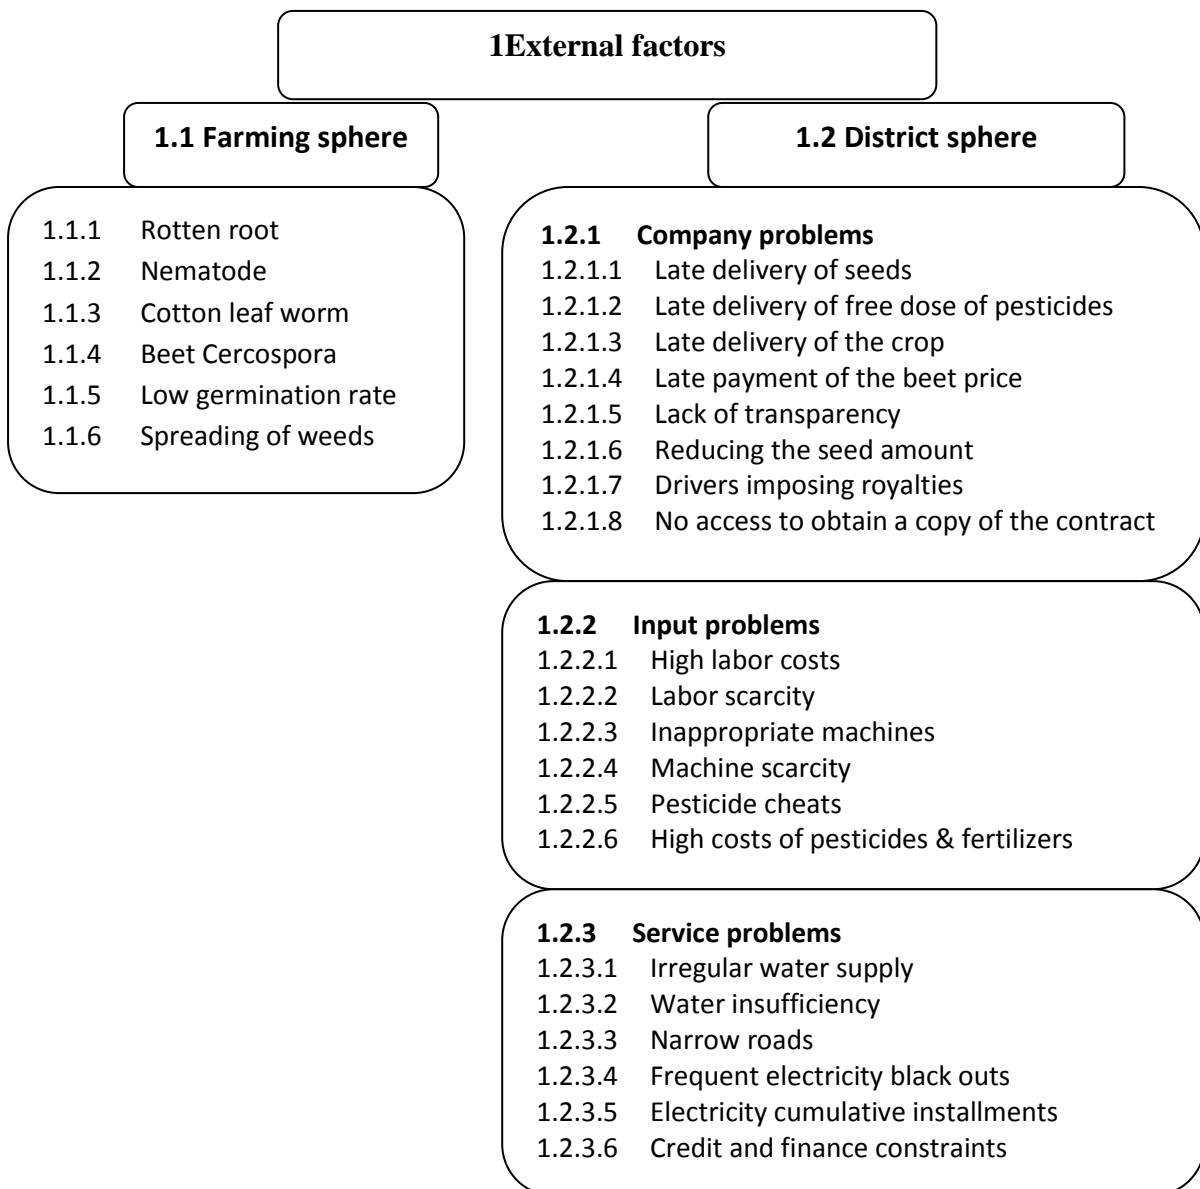 1External factors
1.1 Farming sphere
1.2 District sphere
1.1.1 Rotten root
1.1.2 Nematode
1.1.3 Cotton leaf worm
1.1.4 Beet Cercospora
1.1.5 Low germination rate
1.1.6 Spreading of weeds
1.2.1 Company problems
1.2.1.1 Late delivery of seeds
1.2.1.2 Late delivery of free dose of pesticides
1.2.1.3 Late delivery of the crop
1.2.1.4 Late payment of the beet price
1.2.1.5 Lack of transparency
1.2.1.6 Reducing the seed amount
1.2.1.7 Drivers imposing royalties
1.2.1.8 No access to obtain a copy of the contract
1.2.2 Input problems
1.2.2.1 High labor costs
1.2.2.2 Labor scarcity
1.2.2.3 Inappropriate machines
1.2.2.4 Machine scarcity
1.2.2.5 Pesticide cheats
1.2.2.6 High costs of pesticides & fertilizers
1.2.3 Service problems
1.2.3.1 Irregular water supply
1.2.3.2 Water insufficiency
1.2.3.3 Narrow roads
1.2.3.4 Frequent electricity black outs
1.2.3.5 Electricity cumulative installments
1.2.3.6 Credit and finance constraints